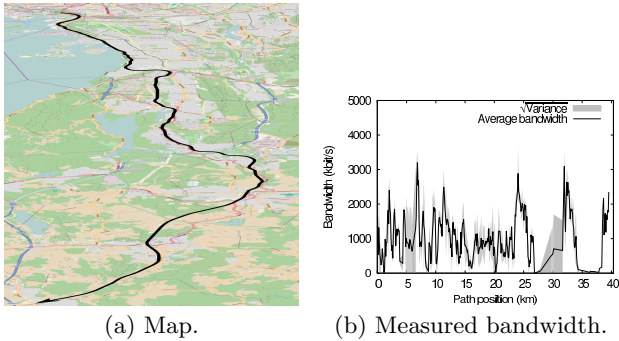 √Variance
Average bandwidth
5000
4000
3000
2000
1000
0
Bandwidth (kbit/s)
0 5 10 15 20 25 30 35 40
Path position (km)
(a) Map.
(b) Measured bandwidth.